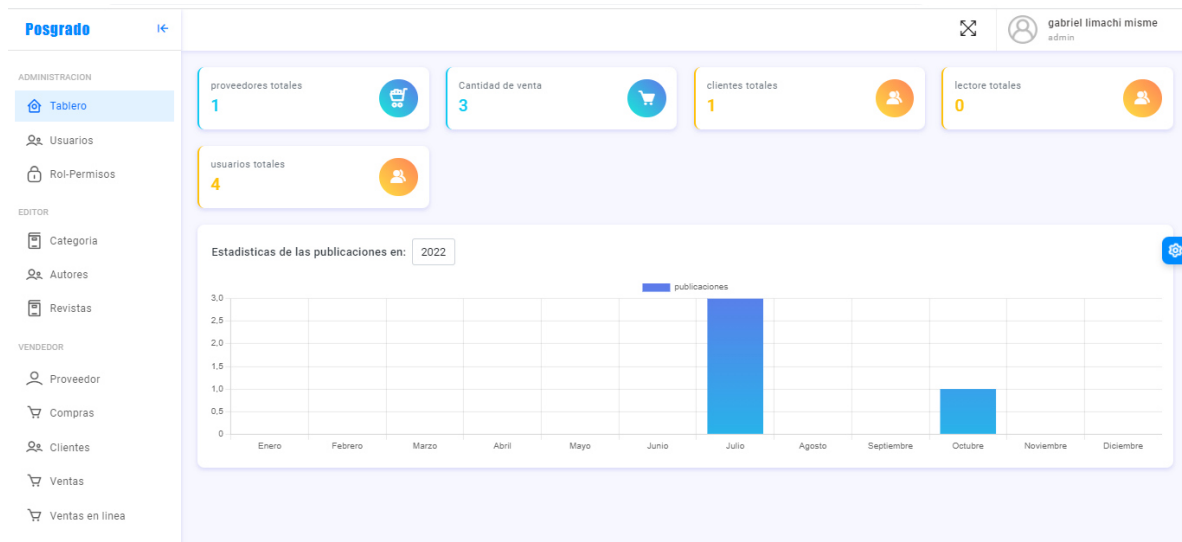 Posgrado
gabriel limachi misme
admin
ADMINISTRACION
Tablero
Usuarios
Rol-Permisos
EDITOR
Categoria
Autores
Revistas
VENDEDOR
Proveedor
Compras
Clientes
Ventas
Ventas en linea
proveedores totales
1
Cantidad de venta
3
clientes totales
1
lectore totales
0
usuarios totales
4
Estadisticas de las publicaciones en: 2022
publicaciones
3,0
2,5
2,0
1,5
1,0
0,5
0
Enero Febrero Marzo Abril Mayo Junio Julio Agosto Septiembre Octubre Noviembre Diciembre